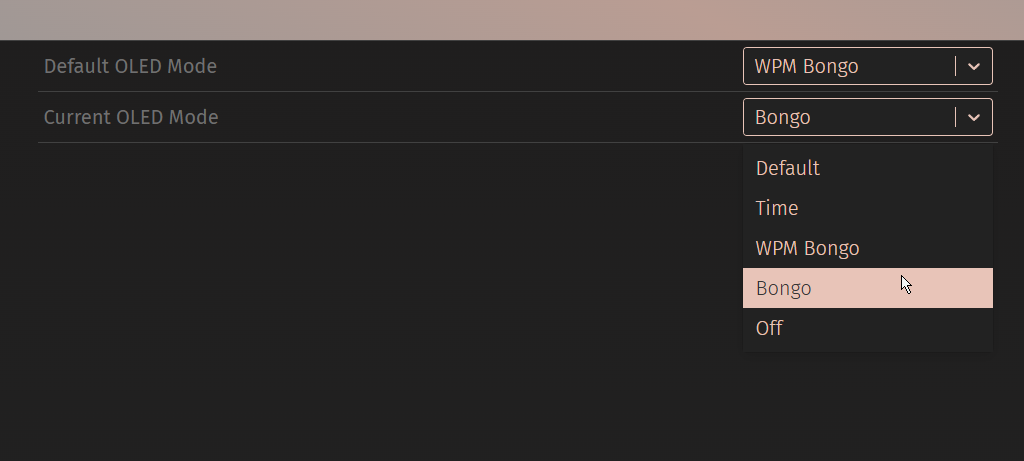 Default OLED Mode WPM Bongo
Current OLED Mode Bongo
Default
Time
WPM Bongo
Bongo
Off